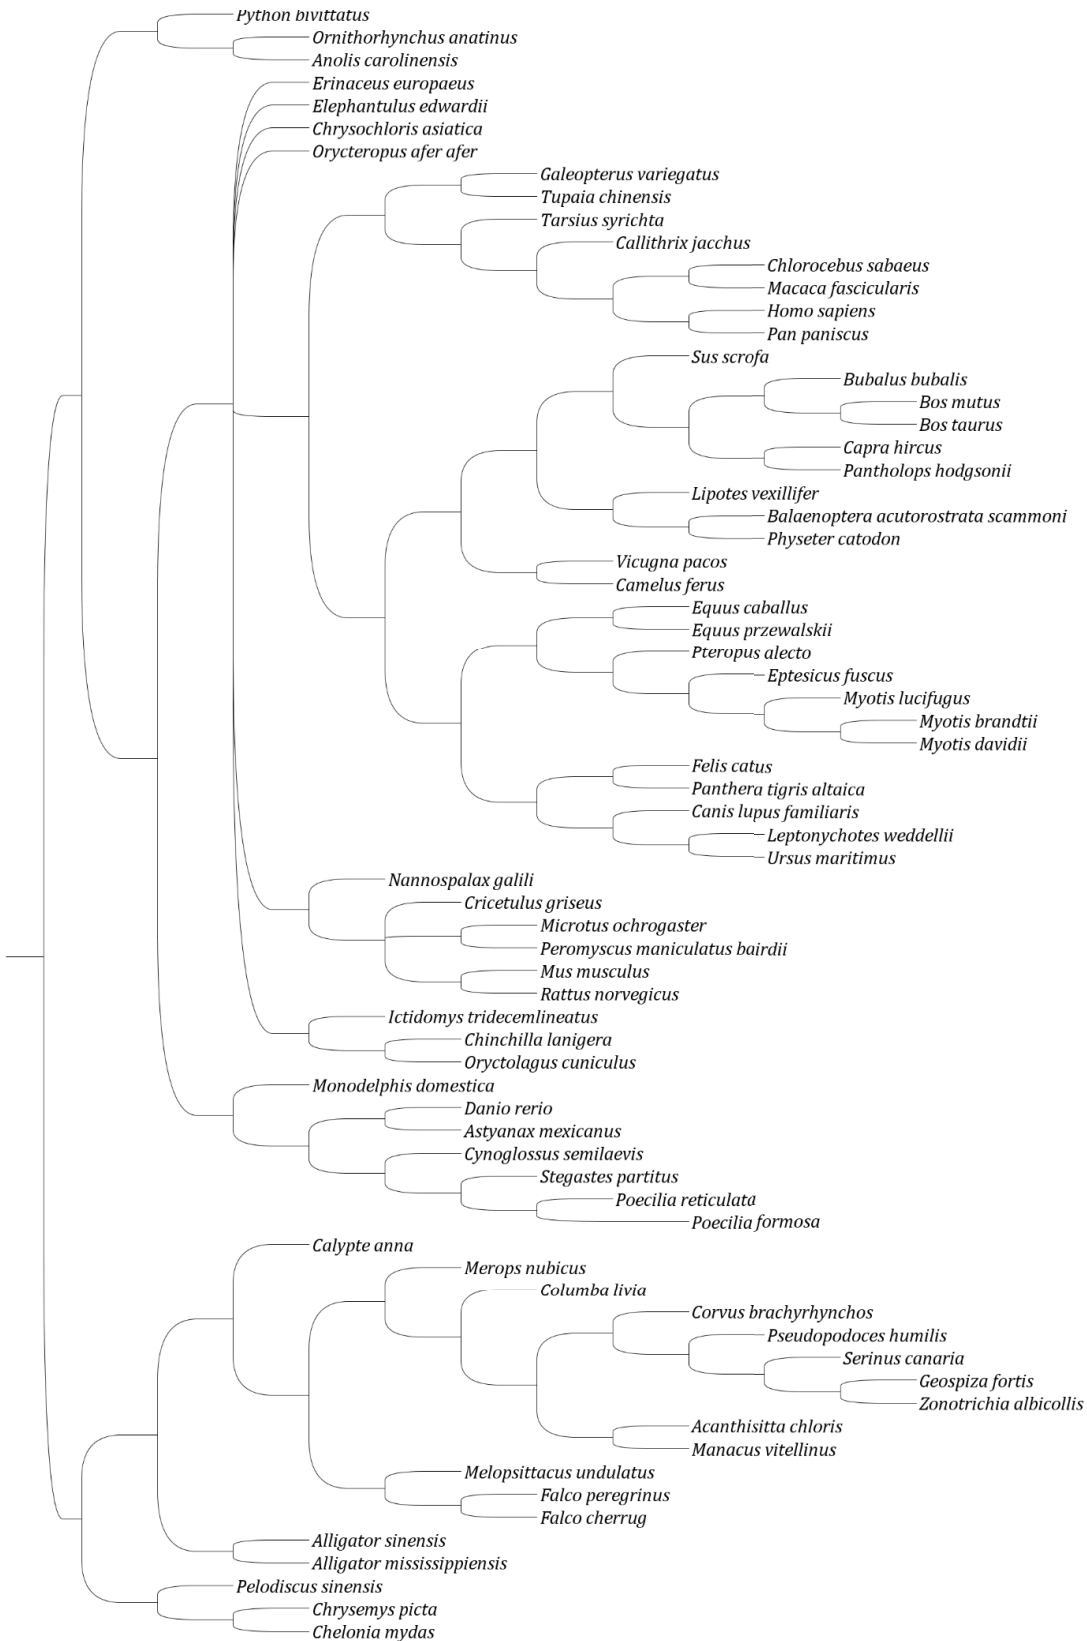 Python bivittatus
Ornithorhynchus anatinus
Anolis carolinensis
Erinaceus europaeus
Elephantulus edwardii
Chrysochloris asiatica
Orycteropus afer afer
Galeopterus variegatus
Tupaia chinensis
Tarsius syrichta
Callithrix jacchus
Chlorocebus sabaeus
Macaca fascicularis
Homo sapiens
Pan paniscus
Sus scrofa
Bubalus bubalis
Bos mutus
Bos taurus
Capra hircus
Pantholops hodgsonii
Lipotes vexillifer
Balaenoptera acutorostrata scammoni
Physeter catodon
Vicugna pacos
Camelus ferus
Equus caballus
Equus przewalskii
Pteropus alecto
Eptesicus fuscus
Myotis lucifugus
Myotis brandtii
Myotis davidii
Felis catus
Panthera tigris altaica
Canis lupus familiaris
Leptonychotes weddellii
Ursus maritimus
Nannospalax galili
Cricetulus griseus
Microtus ochrogaster
Peromyscus maniculatus bairdii
Mus musculus
Rattus norvegicus
Ictidomys tridecemlineatus
Chinchilla lanigera
Oryctolagus cuniculus
Monodelphis domestica
Danio rerio
Astyanax mexicanus
Cynoglossus semilaevis
Stegastes partitus
Poecilia reticulata
Poecilia formosa
Calypte anna
Merops nubicus
Columba livia
Corvus brachyrhynchos
Pseudopodoces humilis
Serinus canaria
Geospiza fortis
Zonotrichia albicollis
Acanthisitta chloris
Manacus vitellinus
Melopsittacus undulatus
Falco peregrinus
Falco cherrug
Alligator sinensis
Alligator mississippiensis
Pelodiscus sinensis
Chrysemys picta
Chelonia mydas